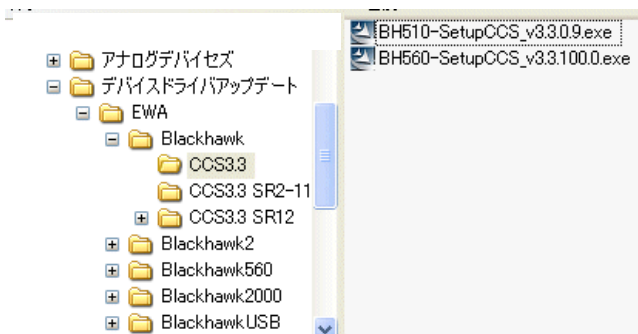 アナログデバイセズ
デバイスドライバアップデート
EWA
Blackhawk
CCS3.3
CCS3.3 SR2-11
CCS3.3 SR12
Blackhawk2
Blackhawk560
Blackhawk2000
BlackhawkUSB
BH510-SetupCCS_v3.3.0.9.exe
BH560-SetupCCS_v3.3.100.0.exe